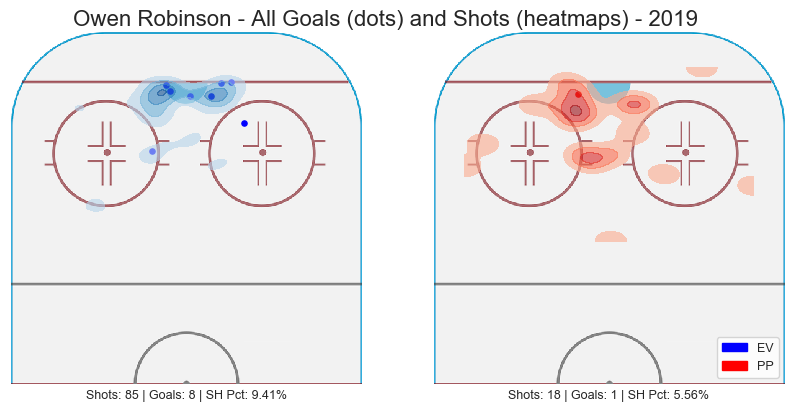 Owen Robinson - All Goals (dots) and Shots (heatmaps) - 2019
EV
PP
Shots: 85 | Goals: 8 | SH Pct: 9.41%
Shots: 18 | Goals: 1 | SH Pct: 5.56%